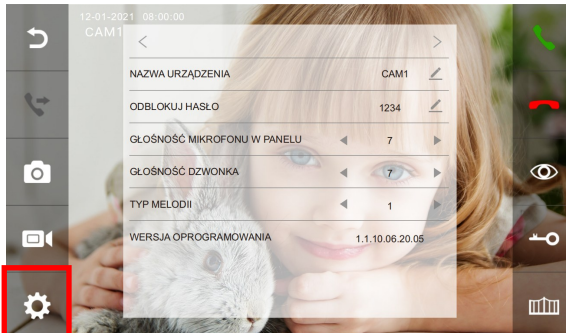 12-01-2021 08:00:00
CAM1
NAZWA URZĄDZENIA CAM1
ODBLOKUJ HASŁO 1234
GŁOŚNOŚĆ MIKROFONU W PANELU 7
GŁOŚNOŚĆ DZWONKA 7
TYP MELODII 1
WERSJA OPROGRAMOWANIA 1.1.10.06.20.05